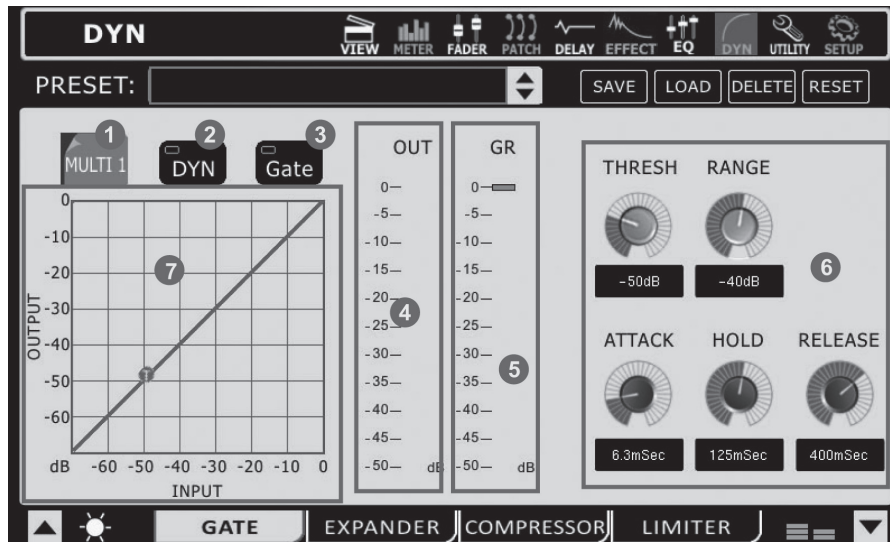 DYN
VIEW METER FADER PATCH DELAY EFFECT EQ DYN UTILITY SETUP
PRESET: SAVE LOAD DELETE RESET
1 2 3
MULTI 1 DYN Gate
OUT GR
THRESH RANGE
0 -10 -20 -30 -40 -50 -60
OUTPUT
dB -60 -50 -40 -30 -20 -10 0
INPUT
7
T
0 -5 -10 -15 -20 -25 -30 -35 -40 -45 -50 dB
4
0 -5 -10 -15 -20 -25 -30 -35 -40 -45 -50 dB
5
-50dB -40dB
6
ATTACK HOLD RELEASE
6.3mSec 125mSec 400mSec
GATE EXPANDER COMPRESSOR LIMITER